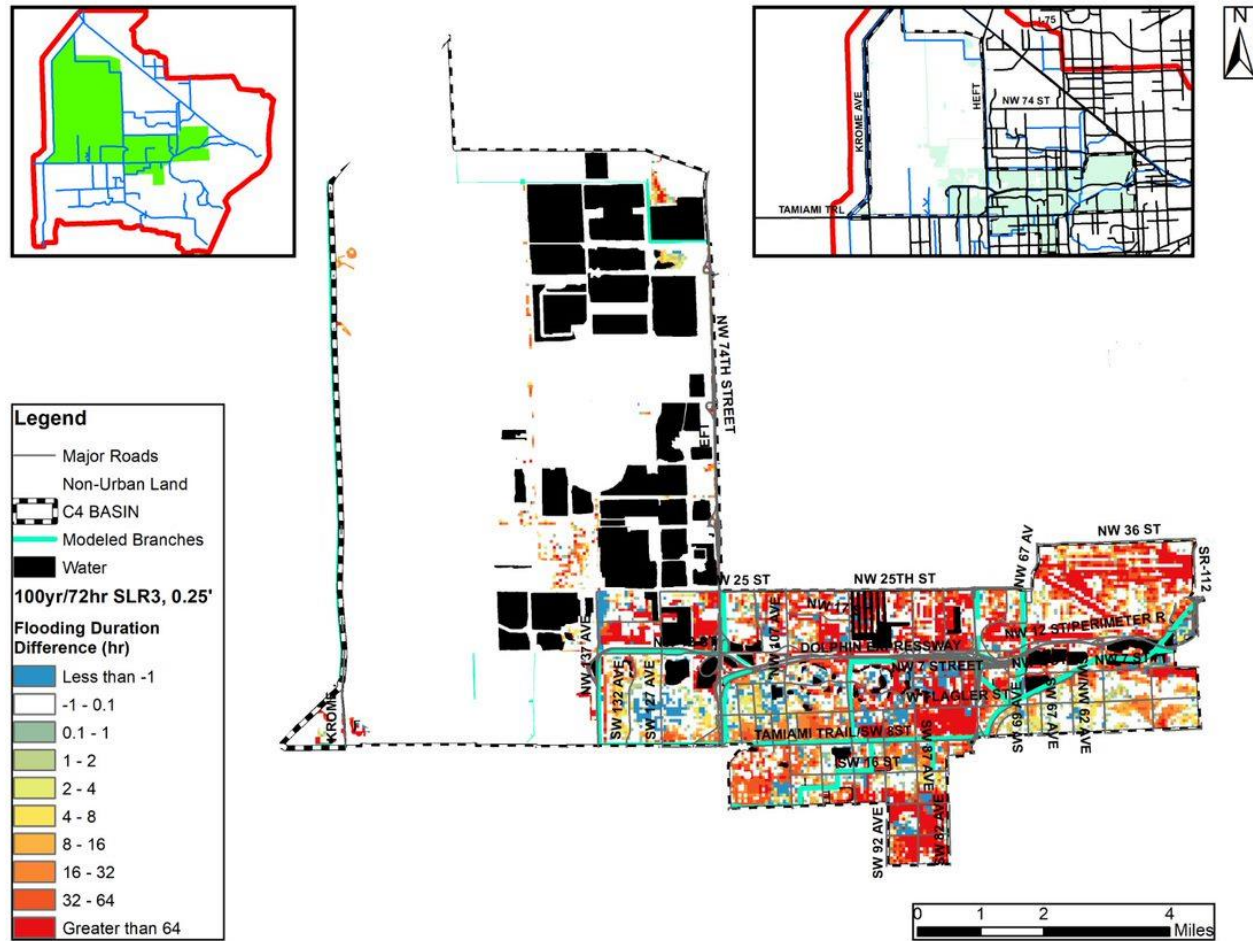 N
I-75
KROME AVE
HEFT
NW 74 ST
TAMIAMI TRL
NW 74TH STREET
Legend
Major Roads
Non-Urban Land
C4 BASIN
Modeled Branches
Water
100yr/72hr SLR3, 0.25'
Flooding Duration
Difference (hr)
Less than -1
-1 - 0.1
0.1 - 1
1 - 2
2 - 4
4 - 8
8 - 16
16 - 32
32 - 64
Greater than 64
NW 36 ST
NW 67 AV
SR-112
W 25 ST
NW 25TH ST
NW 137 AVE
NW 107 AVE
NW 12 ST/PERIMETER R
DOLPHIN EXPRESSWAY
NW 7 STREET
NW 7 ST
SW 132 AVE
SW 127 AVE
W FLAGLER ST
KROME
TAMIAMI TRAIL/SW 8ST
SW 87 AVE
SW 69 AVE
SW 67 AVE
SW/NW 62 AVE
SW 16 ST
SW 92 AVE
SW 82 AVE
0 1 2 4
Miles